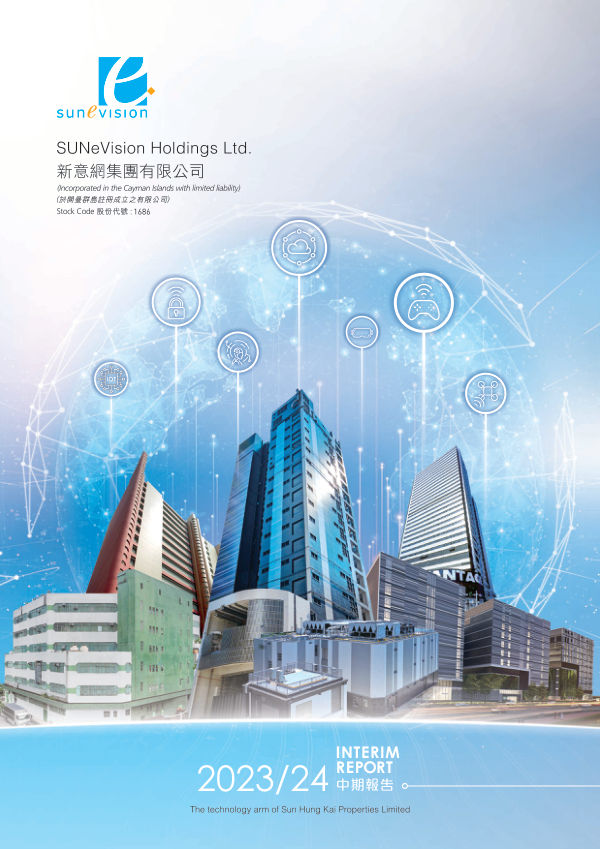 sunevision
SUNeVision Holdings Ltd.
新意網集團有限公司
(Incorporated in the Cayman Islands with limited liability)
(於開曼群島註冊成立之有限公司)
Stock Code 股份代號 : 1686
IOT
2023/24
INTERIM
REPORT
中期報告
The technology arm of Sun Hung Kai Properties Limited